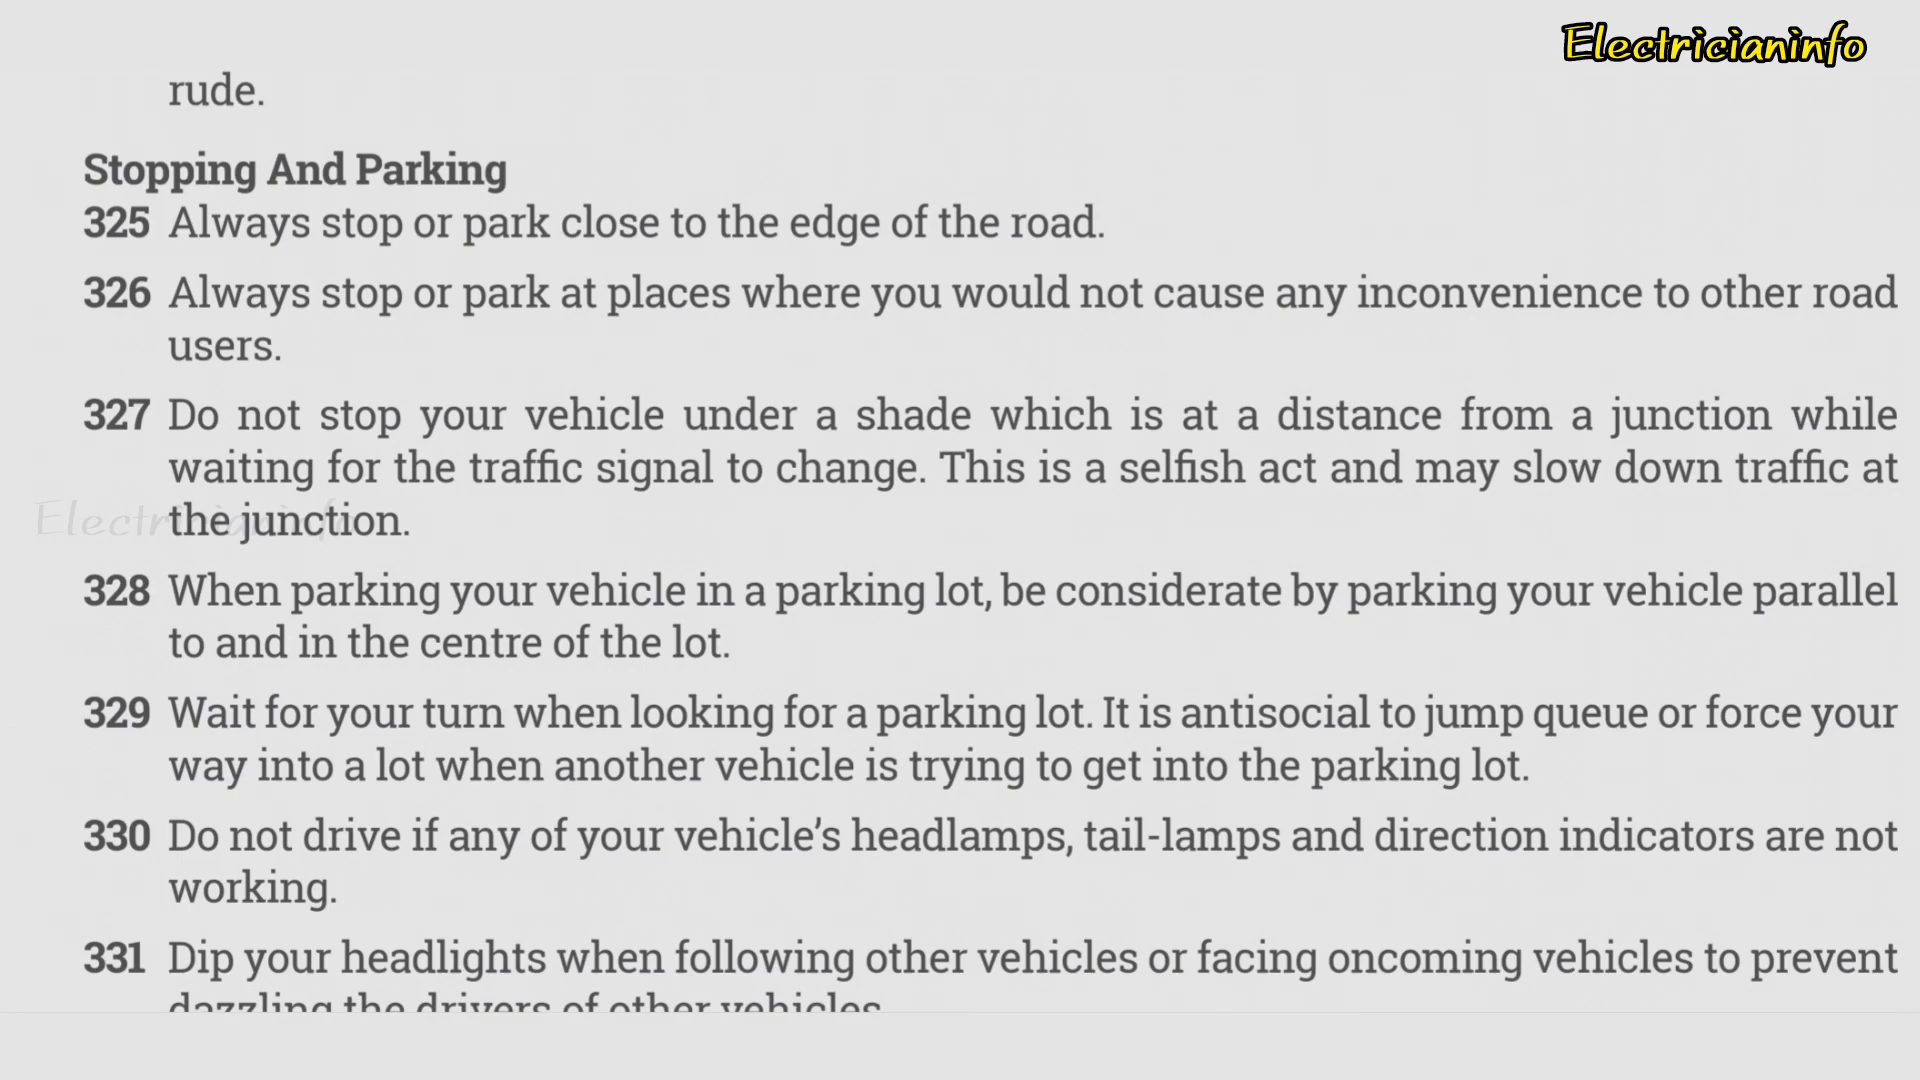 Electricianinfo
rude.
Stopping And Parking
325 Always stop or park close to the edge of the road.
326 Always stop or park at places where you would not cause any inconvenience to other road
users.
327 Do not stop your vehicle under a shade which is at a distance from a junction while
waiting for the traffic signal to change. This is a selfish act and may slow down traffic at
the junction.
Electricianinfo
328 When parking your vehicle in a parking lot, be considerate by parking your vehicle parallel
to and in the centre of the lot.
329 Wait for your turn when looking for a parking lot. It is antisocial to jump queue or force your
way into a lot when another vehicle is trying to get into the parking lot.
330 Do not drive if any of your vehicle’s headlamps, tail-lamps and direction indicators are not
working.
331 Dip your headlights when following other vehicles or facing oncoming vehicles to prevent
dazzling the drivers of other vehicles.